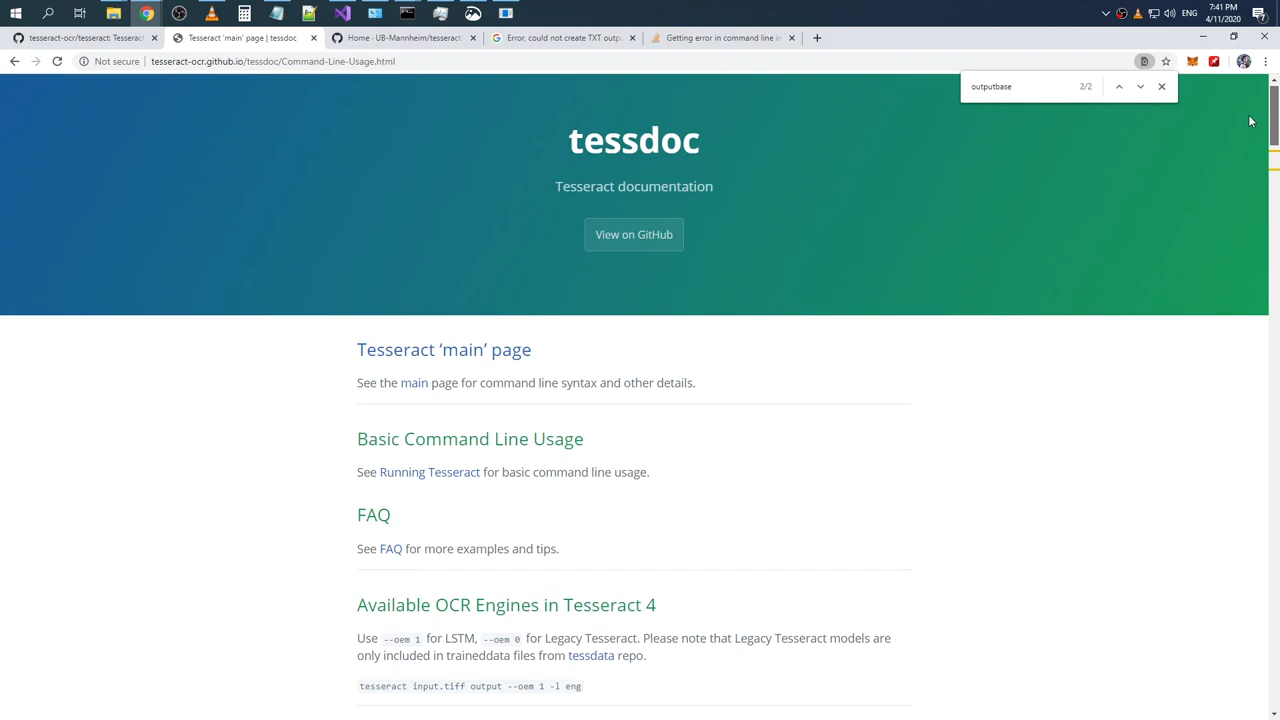 ENG
7:41 PM
4/11/2020
7
tesseract-ocr/tesseract: Tesserac
Tesseract 'main' page | tessdoc
Home · UB-Mannheim/tesseract
Error, could not create TXT outp
Getting error in command line in
Not secure
tesseract-ocr.github.io/tessdoc/Command-Line-Usage.html
outputbase
2/2
tessdoc
Tesseract documentation
View on GitHub
Tesseract ‘main’ page
See the main page for command line syntax and other details.
Basic Command Line Usage
See Running Tesseract for basic command line usage.
FAQ
See FAQ for more examples and tips.
Available OCR Engines in Tesseract 4
Use --oem 1 for LSTM, --oem 0 for Legacy Tesseract. Please note that Legacy Tesseract models are
only included in traineddata files from tessdata repo.
tesseract input.tiff output --oem 1 -l eng